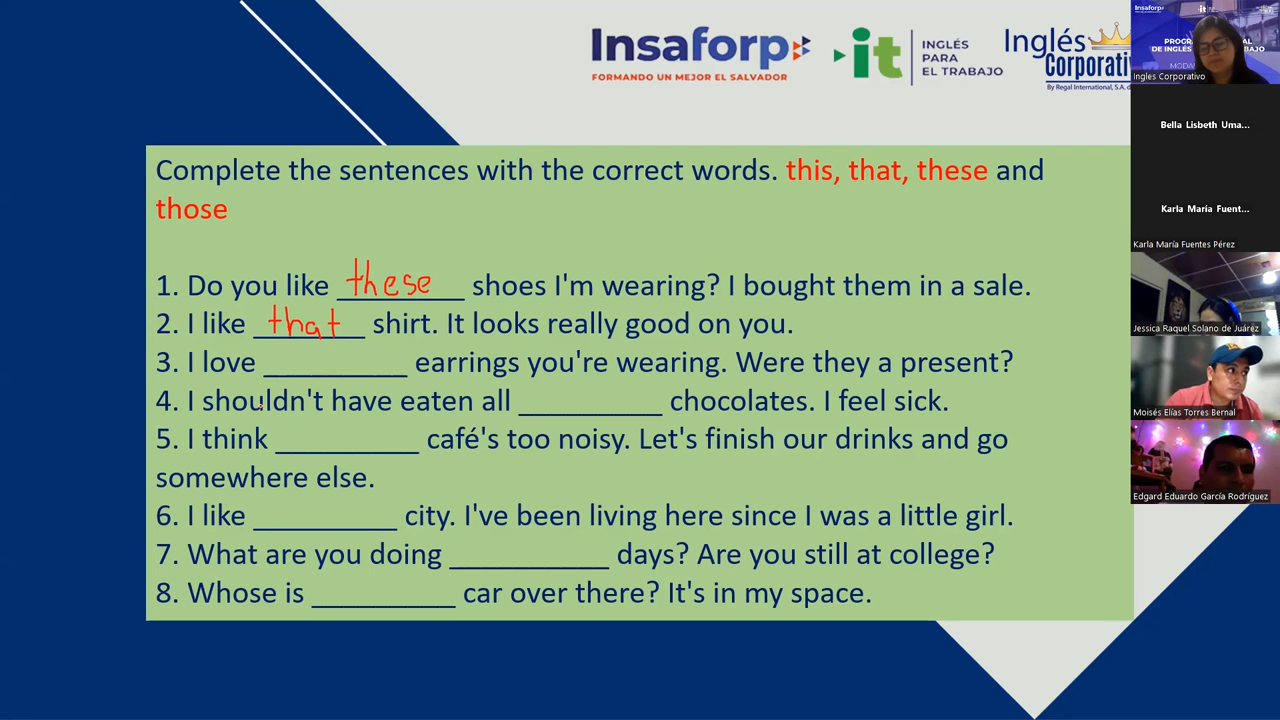 Insaforp
FORMANDO UN MEJOR EL SALVADOR
it
INGLÉS
PARA
EL TRABAJO
Inglés
Corporativ
By Regal International, S.A. d
Complete the sentences with the correct words. this, that, these and
those
1. Do you like these shoes I'm wearing? I bought them in a sale.
2. I like that shirt. It looks really good on you.
3. I love _________ earrings you're wearing. Were they a present?
4. I shouldn't have eaten all _________ chocolates. I feel sick.
5. I think _________ café's too noisy. Let's finish our drinks and go
somewhere else.
6. I like _________ city. I've been living here since I was a little girl.
7. What are you doing __________ days? Are you still at college?
8. Whose is _________ car over there? It's in my space.
Insaforp
it
Ingles Corporativo
Bella Lisbeth Uma...
Karla María Fuent...
Karla María Fuentes Pérez
Jessica Raquel Solano de Juárez
Moisés Elías Torres Bernal
Edgard Eduardo García Rodríguez